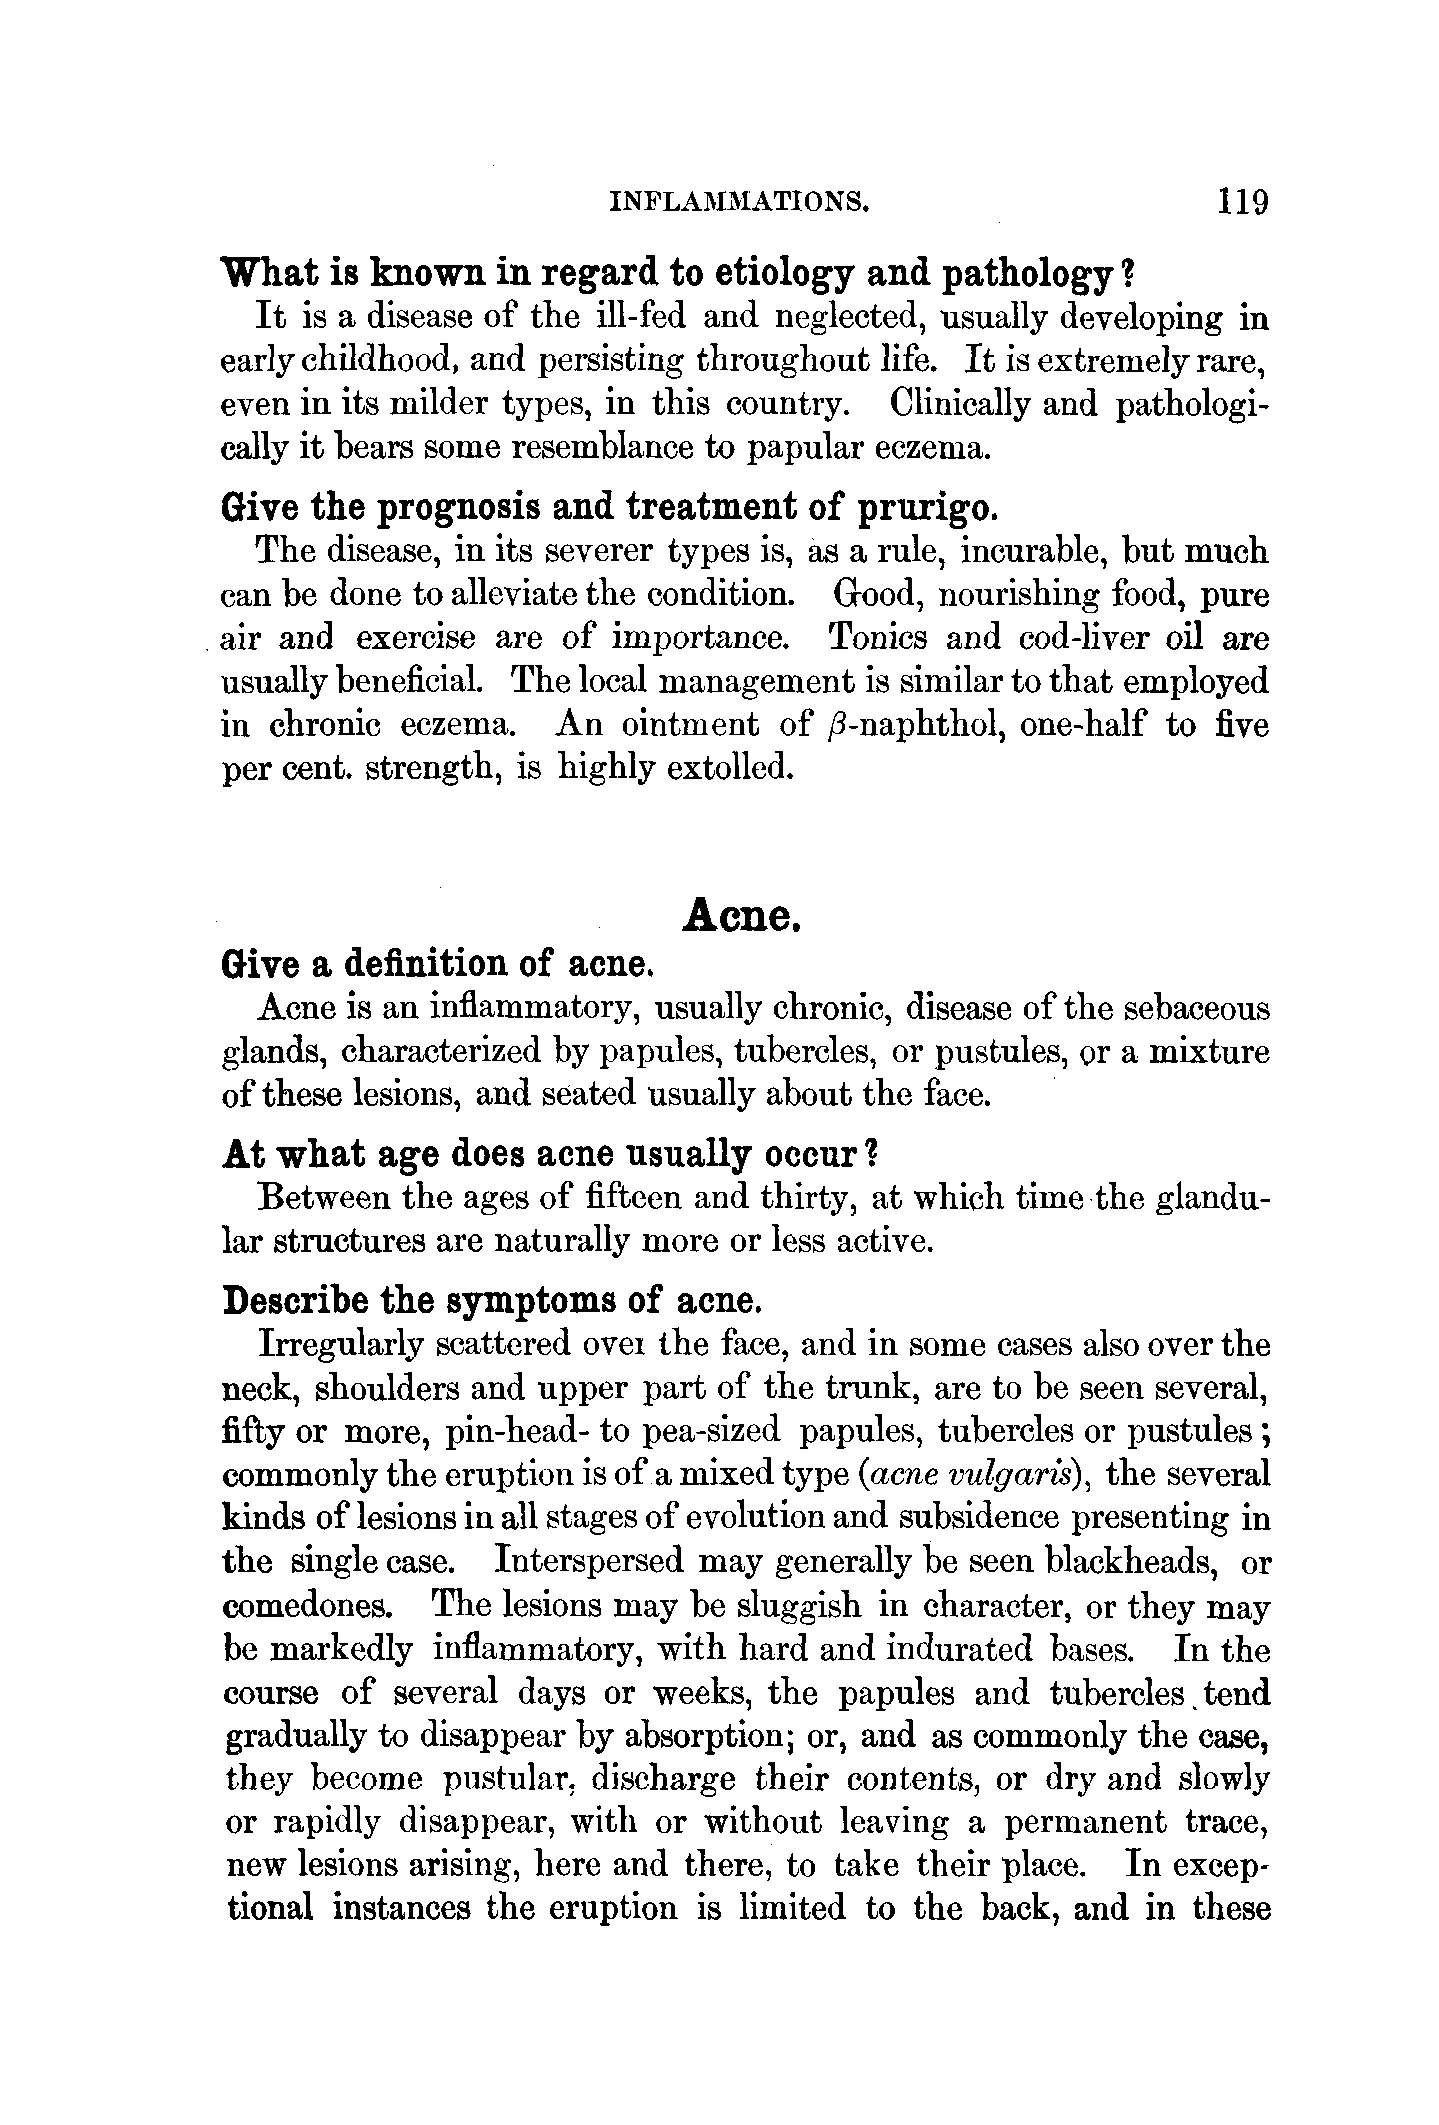 INFLAMMATIONS. 119
What is known in regard to etiology and pathology?
It is a disease of the ill-fed and neglected, usually developing in
early childhood, and persisting throughout life. It is extremely rare,
even in its milder types, in this country. Clinically and pathologi-
cally it bears some resemblance to papular eczema.
Give the prognosis and treatment of prurigo.
The disease, in its severer types is, as a rule, incurable, but much
can be done to alleviate the condition. Good, nourishing food, pure
air and exercise are of importance. Tonics and cod-liver oil are
usually beneficial. The local management is similar to that employed
in chronic eczema. An ointment of β-naphthol, one-half to five
per cent. strength, is highly extolled.
Acne.
Give a definition of acne.
Acne is an inflammatory, usually chronic, disease of the sebaceous
glands, characterized by papules, tubercles, or pustules, or a mixture
of these lesions, and seated usually about the face.
At what age does acne usually occur?
Between the ages of fifteen and thirty, at which time the glandu-
lar structures are naturally more or less active.
Describe the symptoms of acne.
Irregularly scattered over the face, and in some cases also over the
neck, shoulders and upper part of the trunk, are to be seen several,
fifty or more, pin-head- to pea-sized papules, tubercles or pustules;
commonly the eruption is of a mixed type (acne vulgaris), the several
kinds of lesions in all stages of evolution and subsidence presenting in
the single case. Interspersed may generally be seen blackheads, or
comedones. The lesions may be sluggish in character, or they may
be markedly inflammatory, with hard and indurated bases. In the
course of several days or weeks, the papules and tubercles tend
gradually to disappear by absorption; or, and as commonly the case,
they become pustular, discharge their contents, or dry and slowly
or rapidly disappear, with or without leaving a permanent trace,
new lesions arising, here and there, to take their place. In excep-
tional instances the eruption is limited to the back, and in these